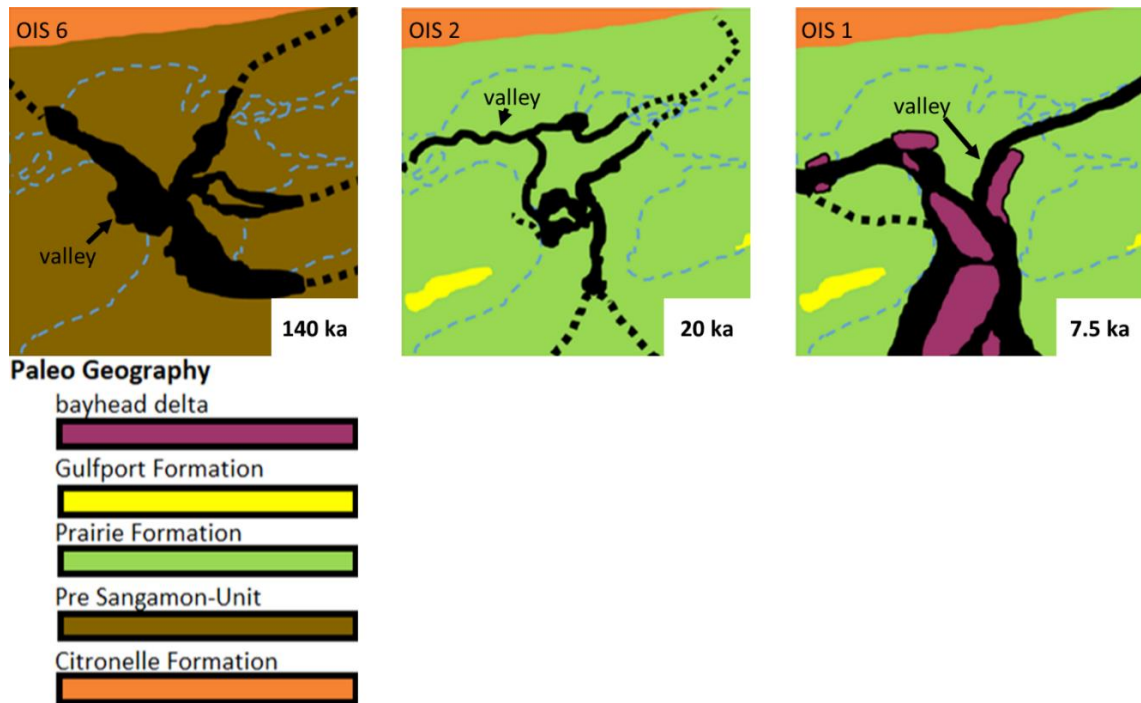 OIS 6
valley
140 ka
OIS 2
valley
20 ka
OIS 1
valley
7.5 ka
Paleo Geography
bayhead delta
Gulfport Formation
Prairie Formation
Pre Sangamon-Unit
Citronelle Formation